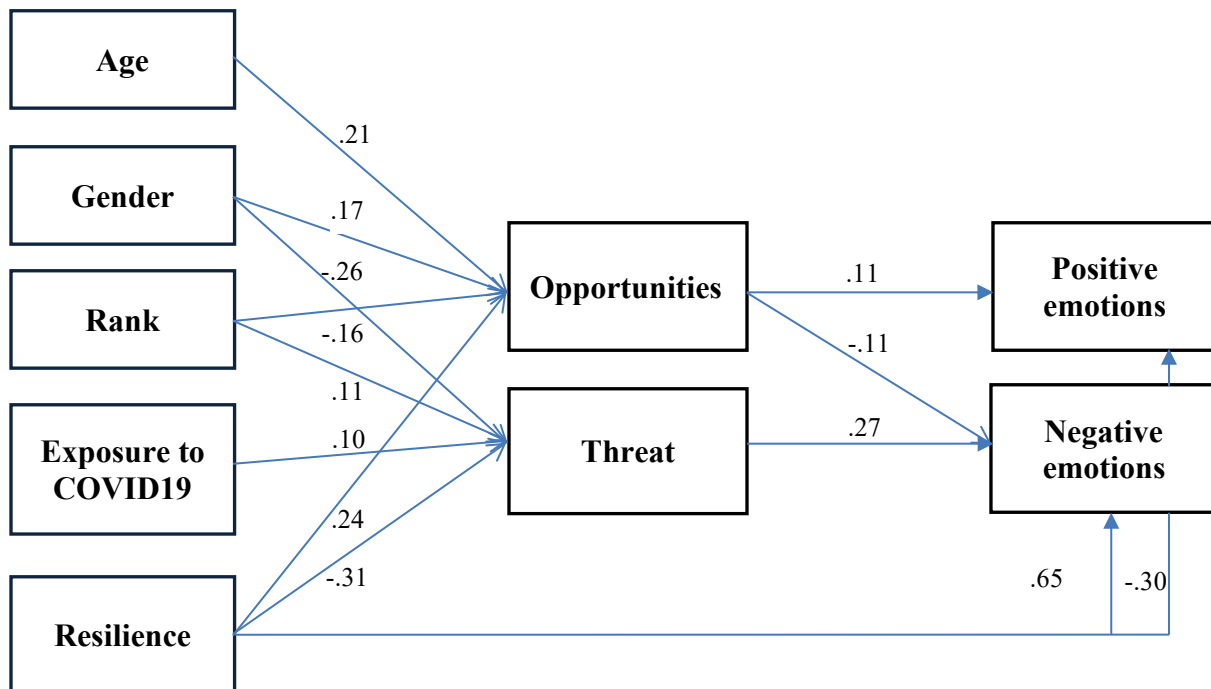 Age
.21
Gender
.17
-.26
Rank
-.16
.11
Exposure to
COVID19
.10
.24
-.31
Resilience
Opportunities
Threat
.11
-.11
.27
Positive
emotions
Negative
emotions
.65
-.30